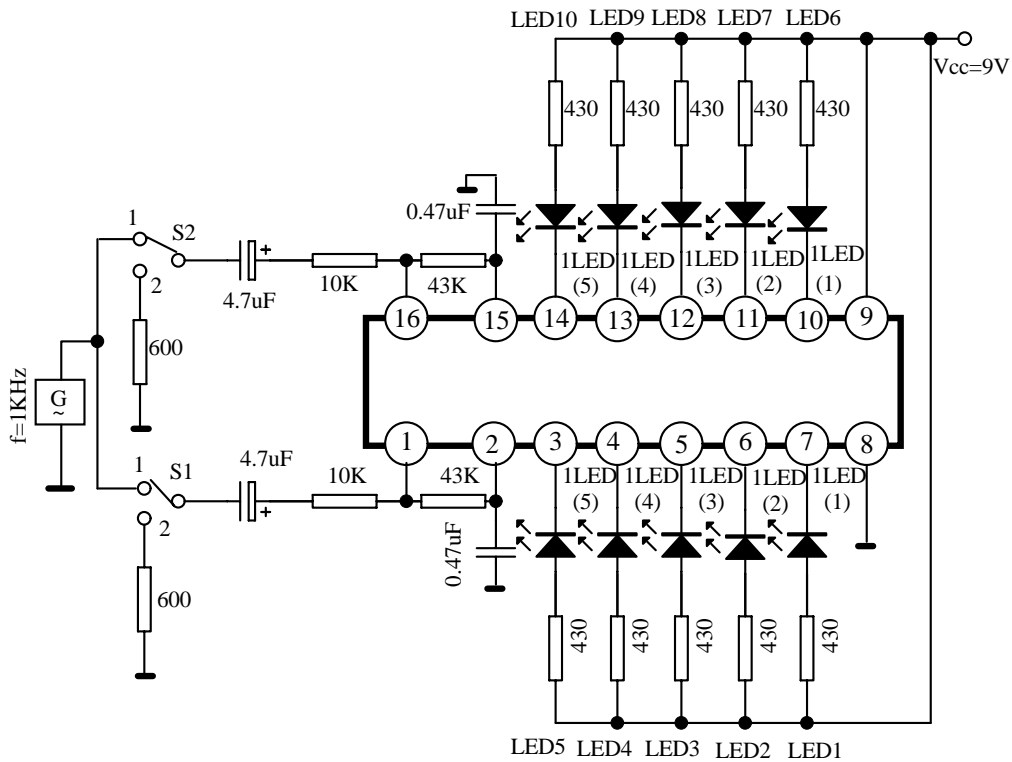 LED10 LED9 LED8 LED7 LED6
Vcc=9V
430 430 430 430 430
0.47uF
1 S2
2
4.7uF +
10K 43K
1LED (5) 1LED (4) 1LED (3) 1LED (2) 1LED (1)
16 15 14 13 12 11 10 9
600
f=1KHz
G
~
1 2 3 4 5 6 7 8
1 S1
2
4.7uF +
10K 43K
1LED (5) 1LED (4) 1LED (3) 1LED (2) 1LED (1)
0.47uF
600
430 430 430 430 430
LED5 LED4 LED3 LED2 LED1